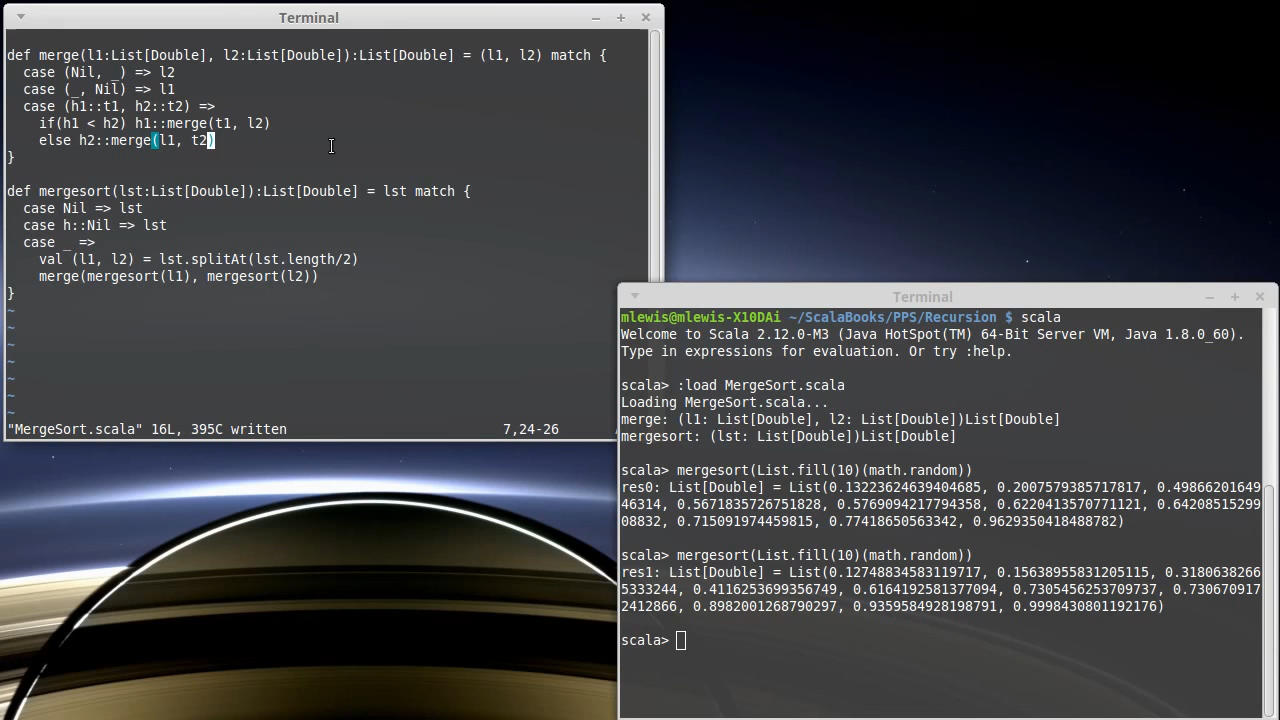 Terminal
def merge(l1:List[Double], l2:List[Double]):List[Double] = (l1, l2) match {
case (Nil, _) => l2
case (_, Nil) => l1
case (h1::t1, h2::t2) =>
if(h1 < h2) h1::merge(t1, l2)
else h2::merge(l1, t2)
}
def mergesort(lst:List[Double]):List[Double] = lst match {
case Nil => lst
case h::Nil => lst
case _ =>
val (l1, l2) = lst.splitAt(lst.length/2)
merge(mergesort(l1), mergesort(l2))
}
~
~
~
~
~
~
~
"MergeSort.scala" 16L, 395C written 7,24-26
Terminal
mlewis@mlewis-X10DAi ~/ScalaBooks/PPS/Recursion $ scala
Welcome to Scala 2.12.0-M3 (Java HotSpot(TM) 64-Bit Server VM, Java 1.8.0_60).
Type in expressions for evaluation. Or try :help.
scala> :load MergeSort.scala
Loading MergeSort.scala...
merge: (l1: List[Double], l2: List[Double])List[Double]
mergesort: (lst: List[Double])List[Double]
scala> mergesort(List.fill(10)(math.random))
res0: List[Double] = List(0.13223624639404685, 0.2007579385717817, 0.49866201649
46314, 0.5671835726751828, 0.5769094217794358, 0.6220413570771121, 0.64208515299
08832, 0.715091974459815, 0.77418650563342, 0.9629350418488782)
scala> mergesort(List.fill(10)(math.random))
res1: List[Double] = List(0.12748834583119717, 0.15638955831205115, 0.3180638266
5333244, 0.4116253699356749, 0.6164192581377094, 0.7305456253709737, 0.730670917
2412866, 0.8982001268790297, 0.9359584928198791, 0.9998430801192176)
scala>